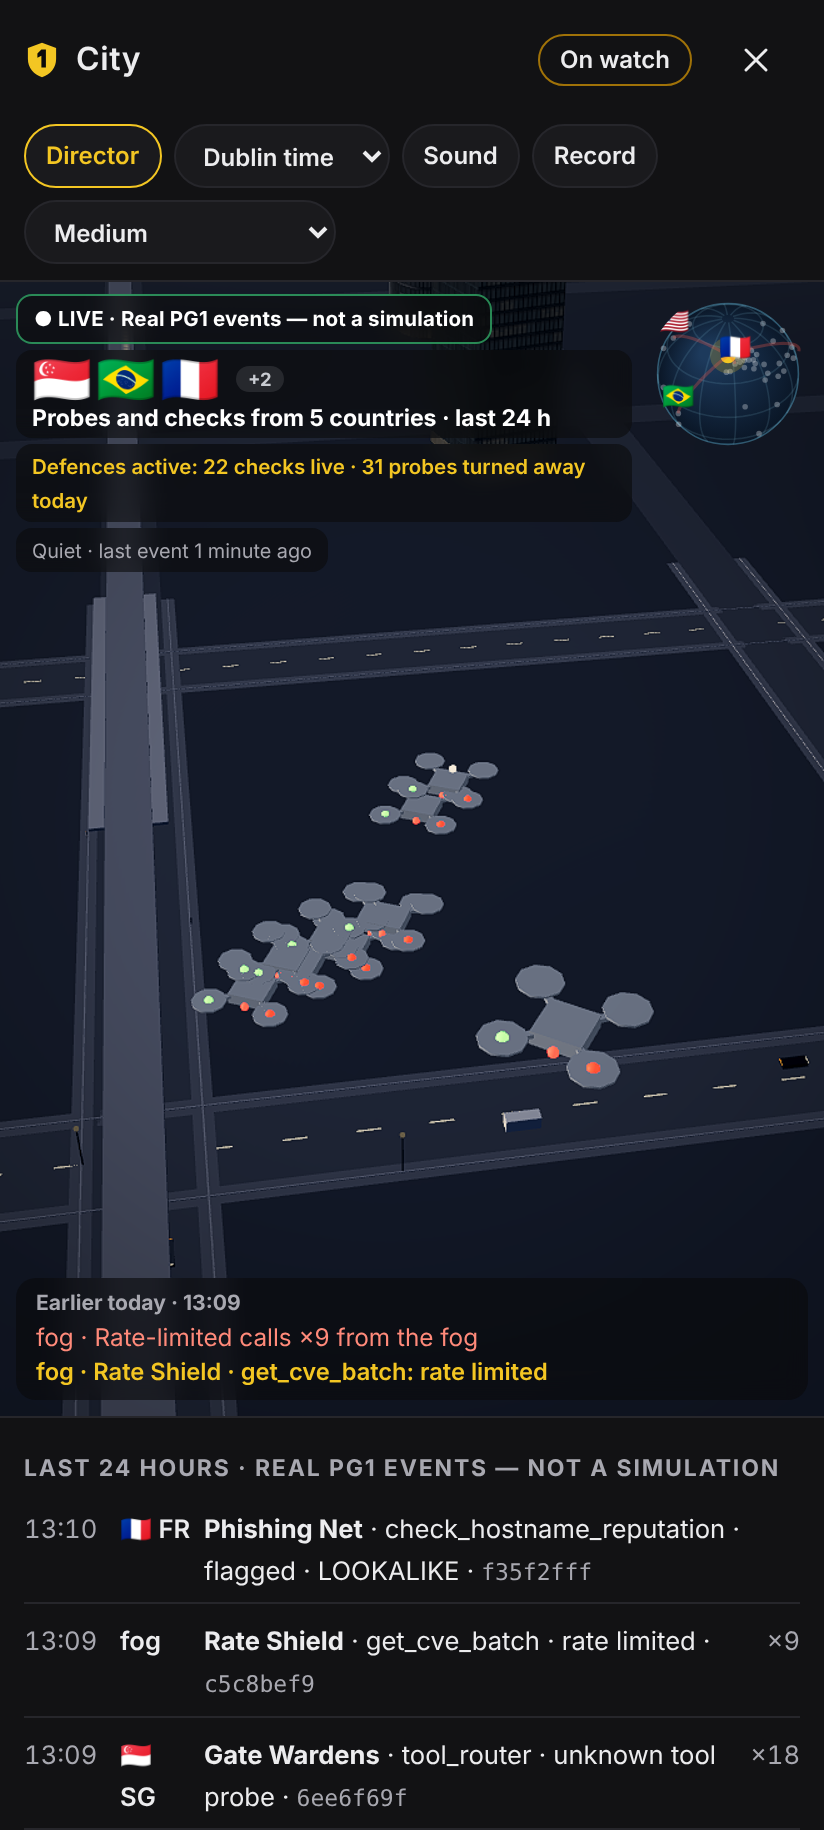 1 City
On watch
Director
Dublin time
Sound
Record
Medium
LIVE · Real PG1 events — not a simulation
+2
Probes and checks from 5 countries · last 24 h
Defences active: 22 checks live · 31 probes turned away
today
Quiet · last event 1 minute ago
Earlier today · 13:09
fog · Rate-limited calls ×9 from the fog
fog · Rate Shield · get_cve_batch: rate limited
LAST 24 HOURS · REAL PG1 EVENTS — NOT A SIMULATION
13:10 🇫🇷 FR Phishing Net · check_hostname_reputation ·
flagged · LOOKALIKE · f35f2fff
13:09 fog Rate Shield · get_cve_batch · rate limited · ×9
c5c8bef9
13:09 🇸🇬 Gate Wardens · tool_router · unknown tool ×18
SG probe · 6ee6f69f